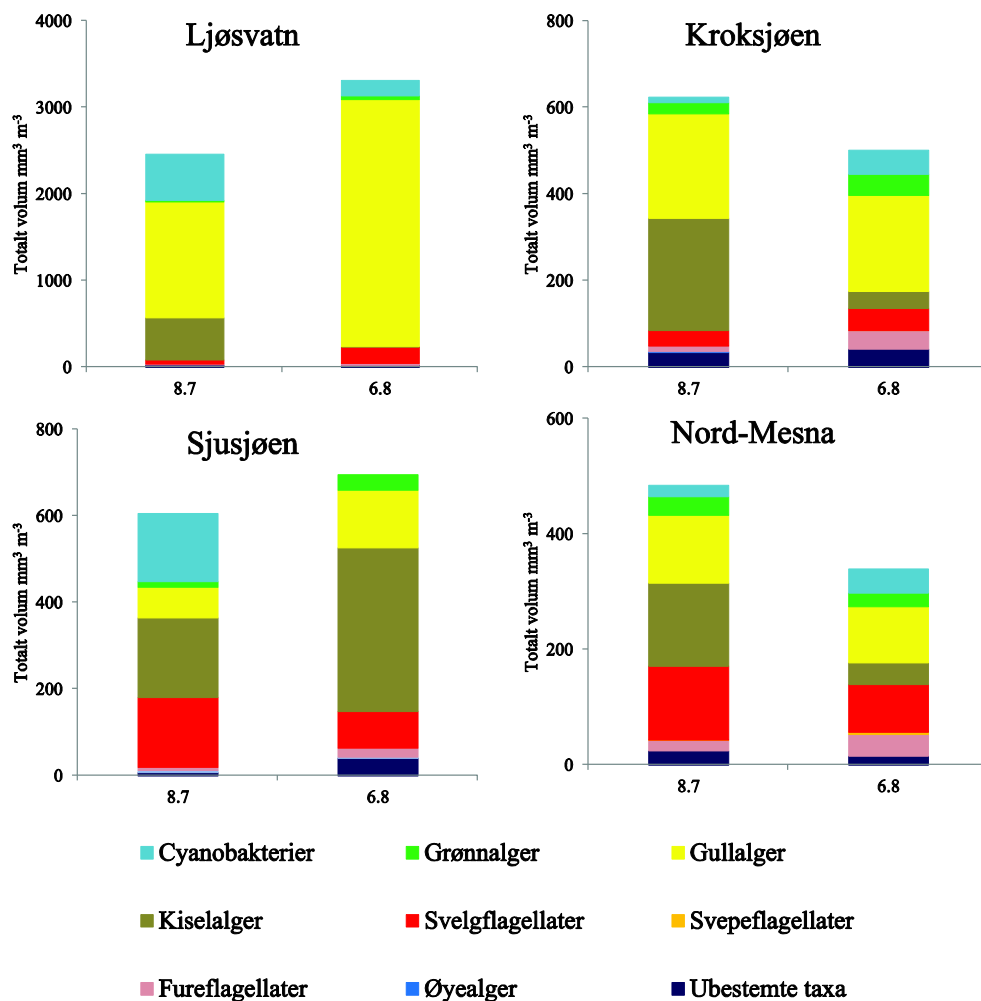 Ljøsvatn
Totalt volum mm³ m⁻³
4000
3000
2000
1000
0
8.7
6.8
Kroksjøen
Totalt volum mm³ m⁻³
800
600
400
200
0
8.7
6.8
Sjusjøen
Totalt volum mm³ m⁻³
800
600
400
200
0
8.7
6.8
Nord-Mesna
Totalt volum mm³ m⁻³
600
400
200
0
8.7
6.8
Cyanobakterier
Grønnalger
Gullalger
Kiselalger
Svelgflagellater
Svepeflagellater
Fureflagellater
Øyealger
Ubestemte taxa